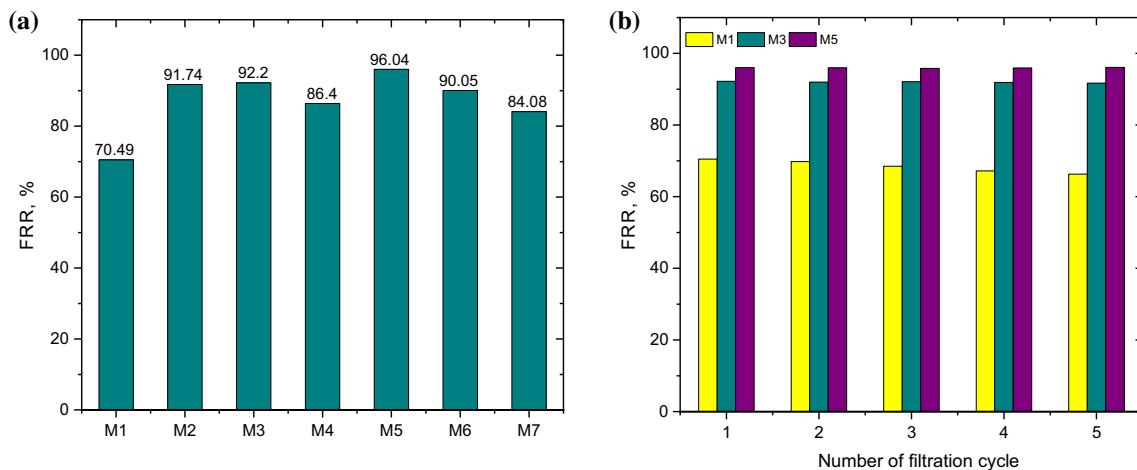 (a)
FRR, %
100
80
60
40
20
0
70.49
91.74
92.2
86.4
96.04
90.05
84.08
M1 M2 M3 M4 M5 M6 M7
(b)
M1 M3 M5
FRR, %
100
80
60
40
20
0
1 2 3 4 5
Number of filtration cycle